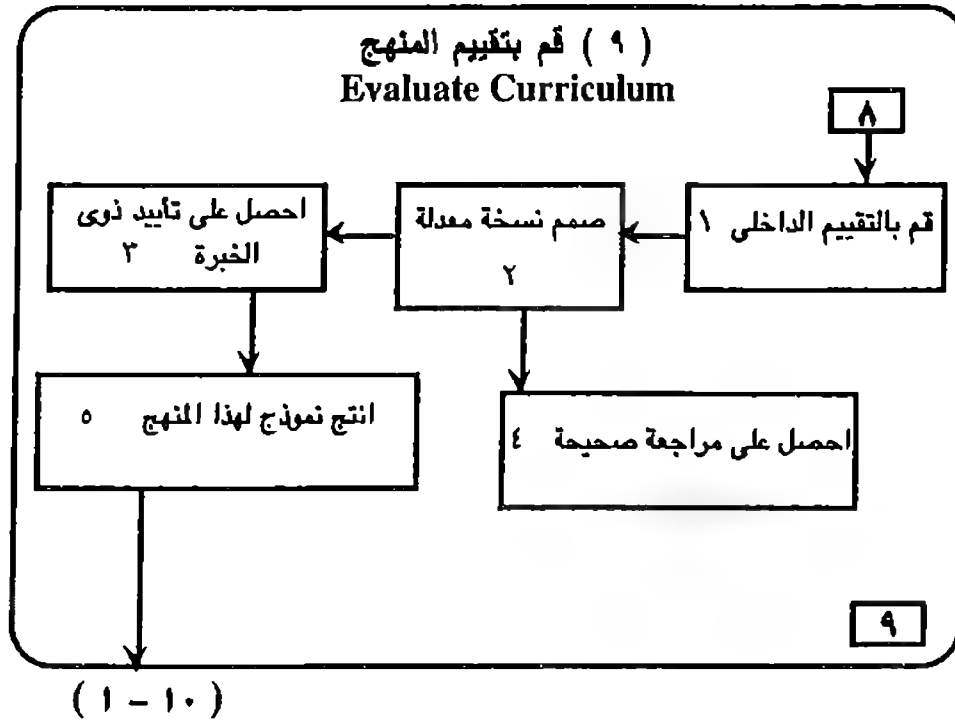 ( ٩ ) قم بتقييم المنهج
Evaluate Curriculum
٨
قم بالتقييم الداخلى ١
صمم نسخة معدلة
٢
احصل على تأييد ذوى
الخبرة ٣
احصل على مراجعة صحيحة ٤
انتج نموذج لهذا المنهج ٥
٩
( ١٠ - ١ )